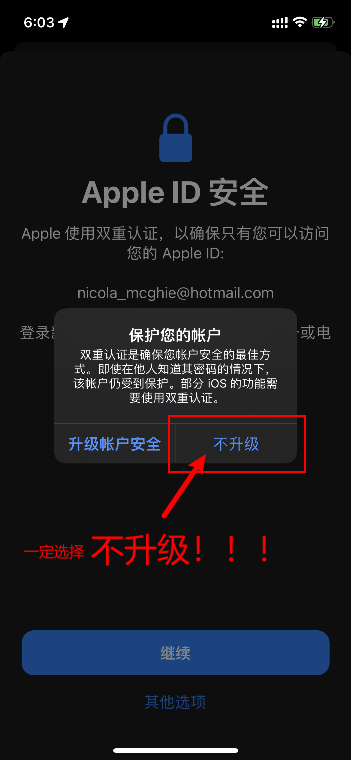 6:03
Apple ID 安全
Apple 使用双重认证，以确保只有您可以访问
您的 Apple ID:
nicola_mcghie@hotmail.com
登录 或电
保护您的帐户
双重认证是确保您帐户安全的最佳方
式。即使在他人知道其密码的情况下，
该帐户仍受到保护。部分 iOS 的功能需
要使用双重认证。
升级帐户安全 不升级
一定选择 不升级！！！
继续
其他选项